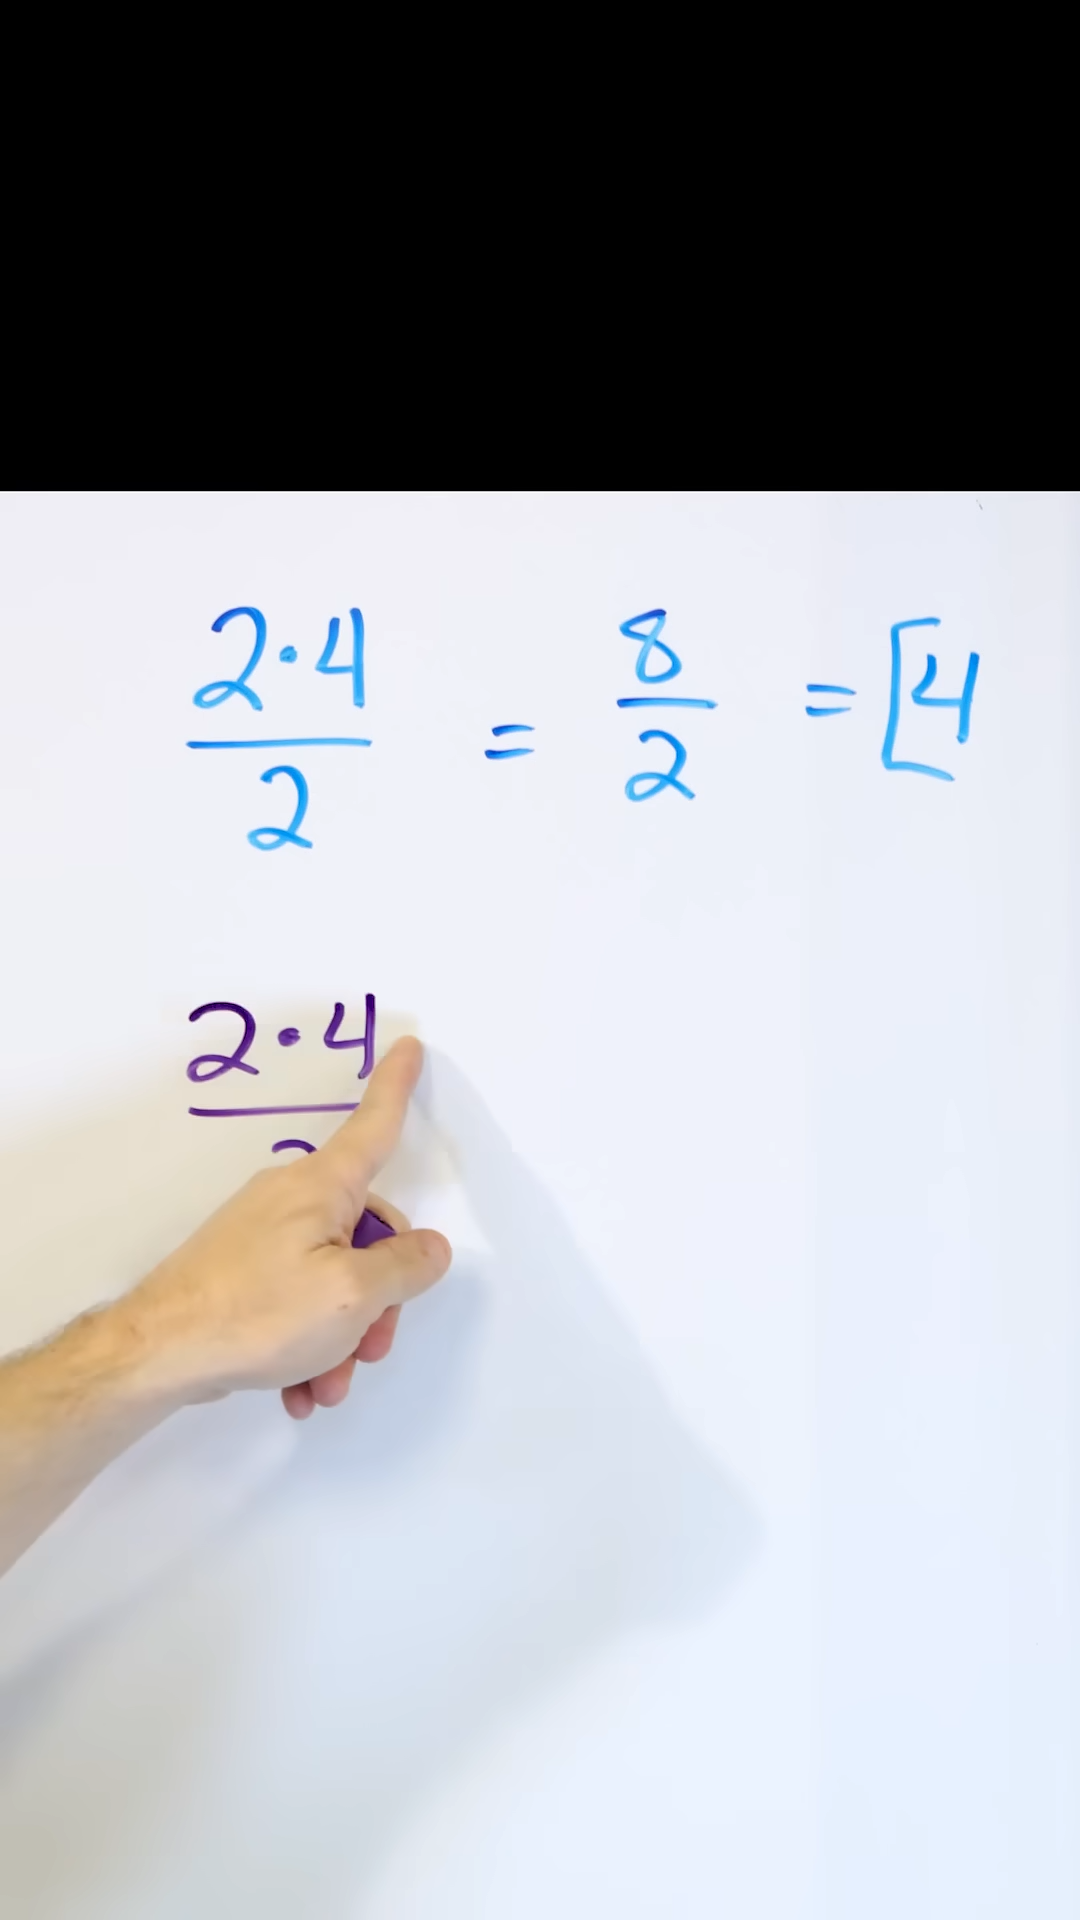 2·4/2 = 8/2 = [4
2·4